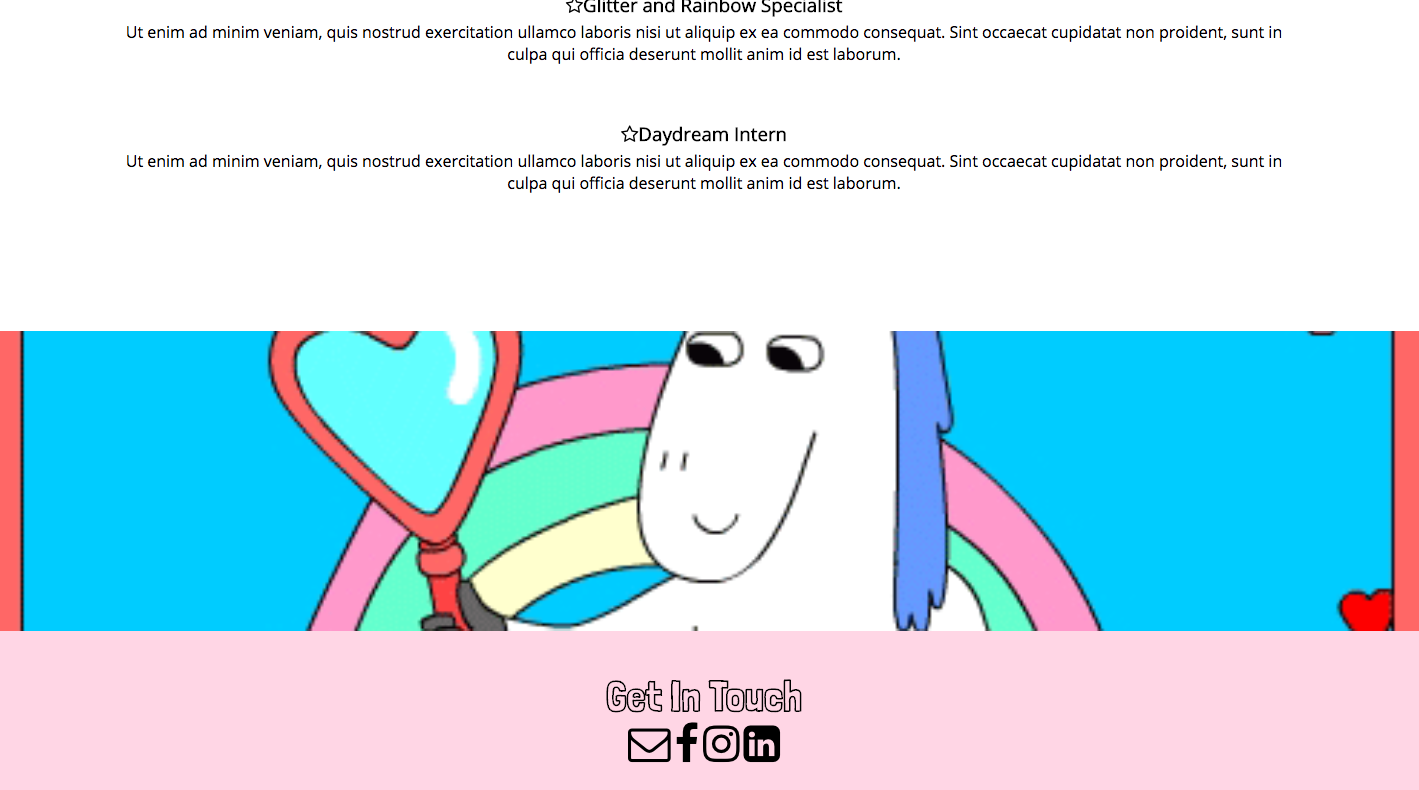 ☆Glitter and Rainbow Specialist
Ut enim ad minim veniam, quis nostrud exercitation ullamco laboris nisi ut aliquip ex ea commodo consequat. Sint occaecat cupidatat non proident, sunt in
culpa qui officia deserunt mollit anim id est laborum.
☆Daydream Intern
Ut enim ad minim veniam, quis nostrud exercitation ullamco laboris nisi ut aliquip ex ea commodo consequat. Sint occaecat cupidatat non proident, sunt in
culpa qui officia deserunt mollit anim id est laborum.
Get In Touch